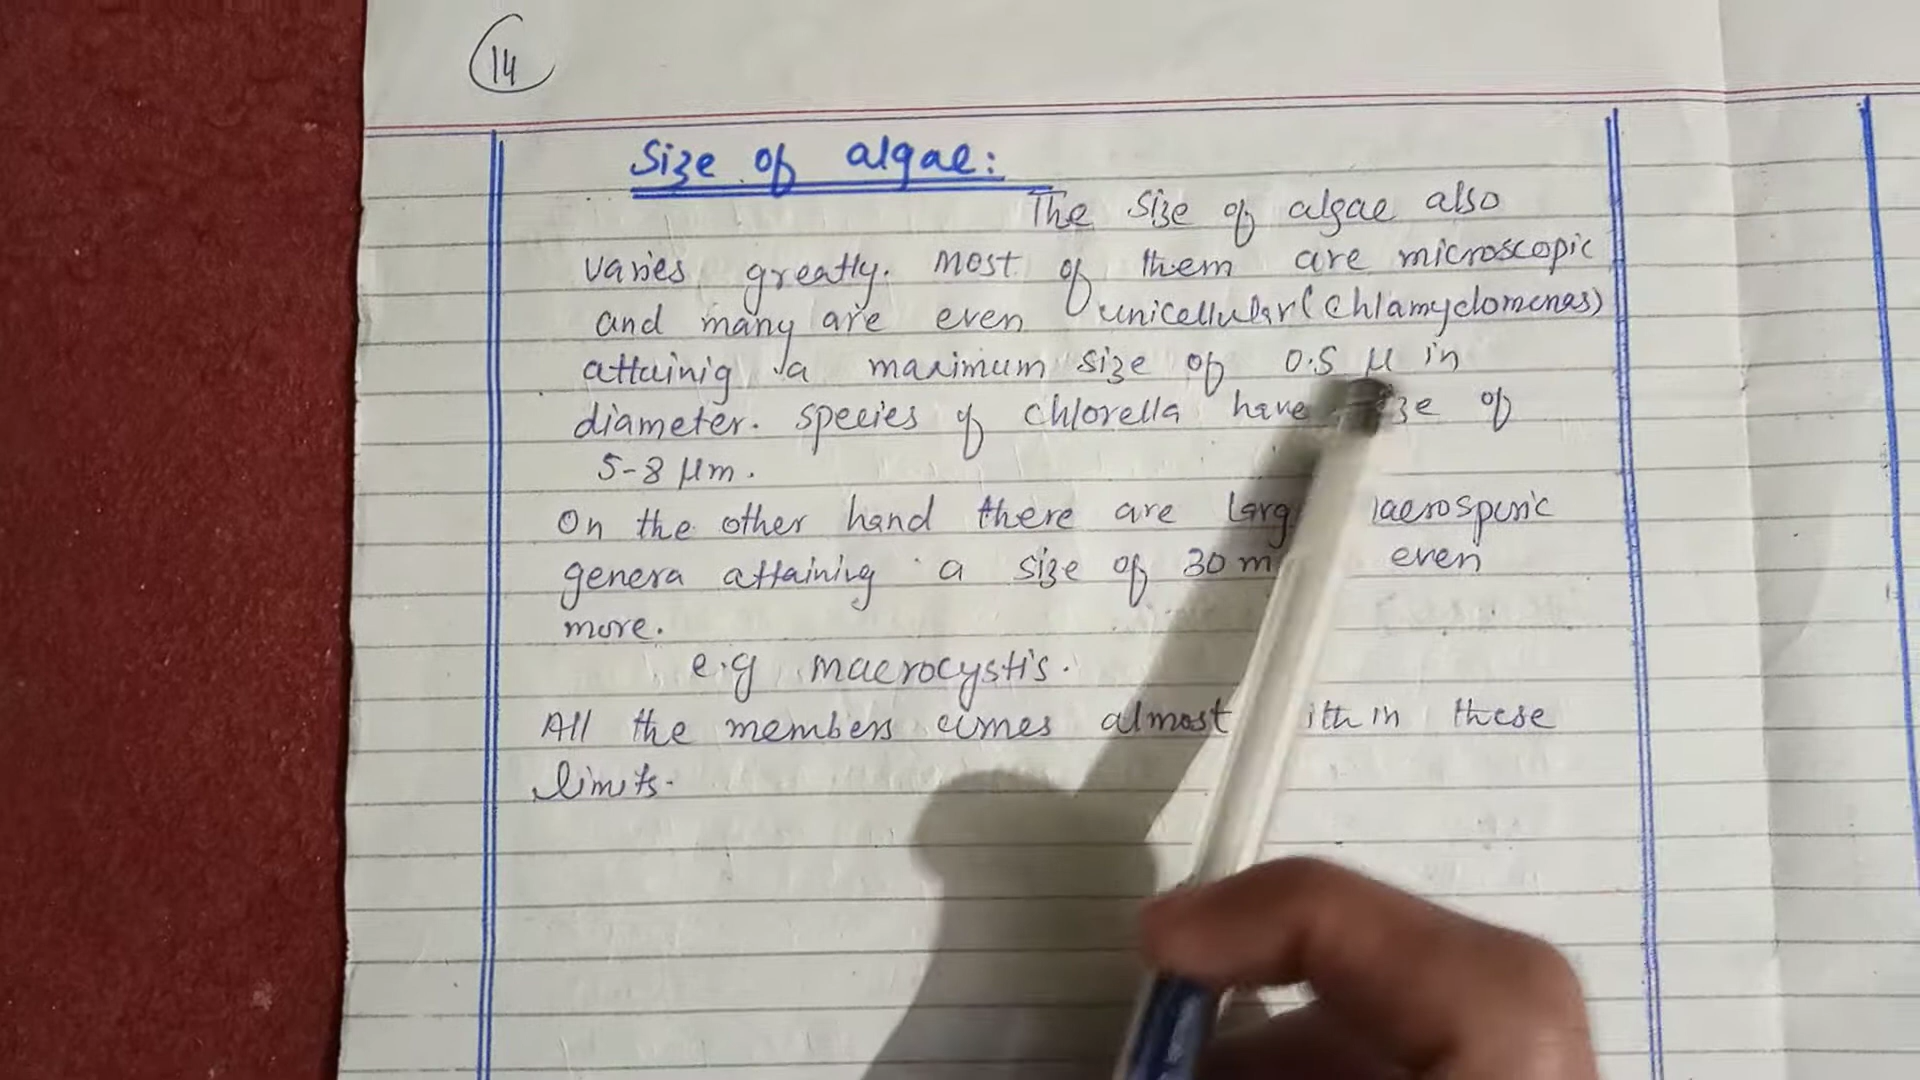 14
Size of algae:
The size of algae also
varies greatly. Most of them are microscopic
and many are even unicellular (Chlamydomonas)
attainig a maximum size of 0.5 μ in
diameter. Species of chlorella have of
5-8 μm.
On the other hand there are
genera attaining a size of 30 m even
more.
e.g macrocystis.
All the members comes almost these
limits.